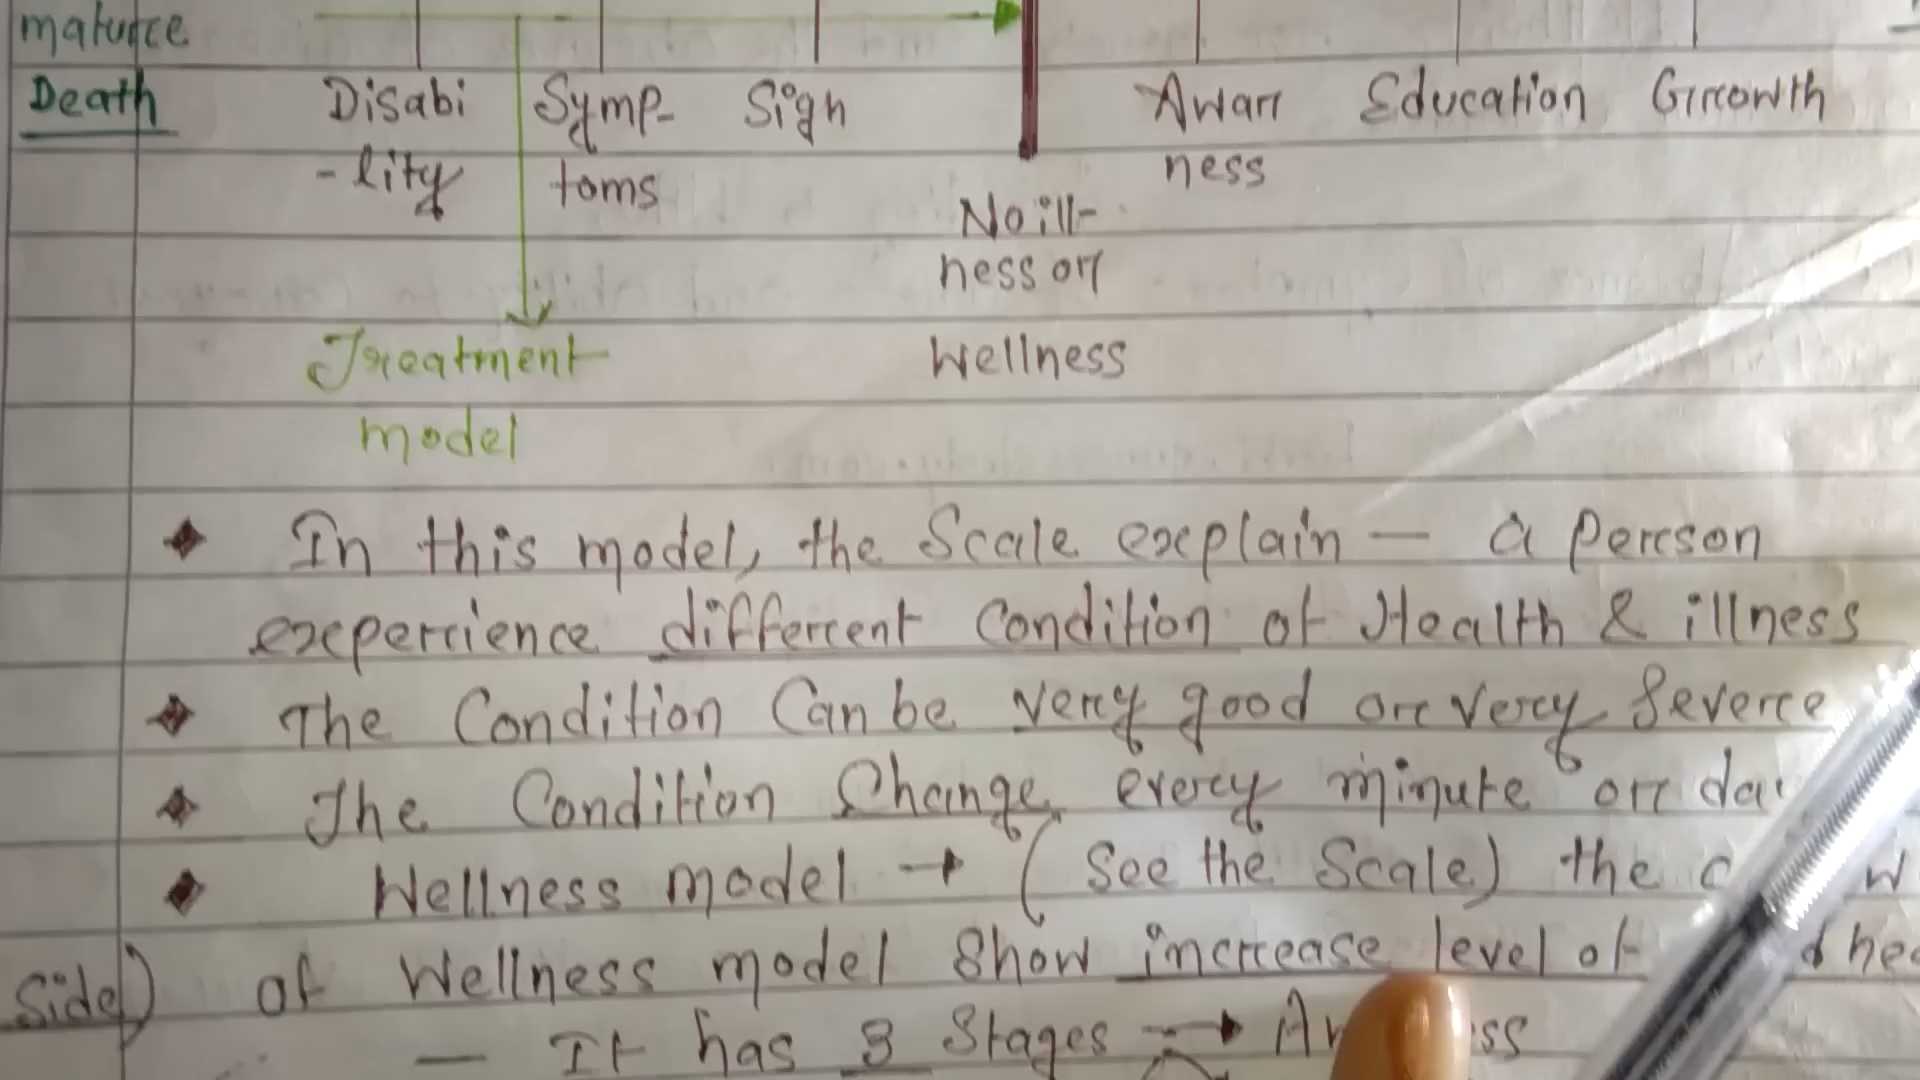 mature
Death Disabi Symp- Sign Awarr Education Growth
-lity toms ness
No ill-
ness or
Treatment Wellness
model
In this model, the Scale explain — a person
experience different Condition of Health & illness
The Condition Can be very good or very Severe
The Condition Change every minute or
Wellness model → (See the Scale) the
side) of Wellness model Show increase level of
— It has 3 Stages →